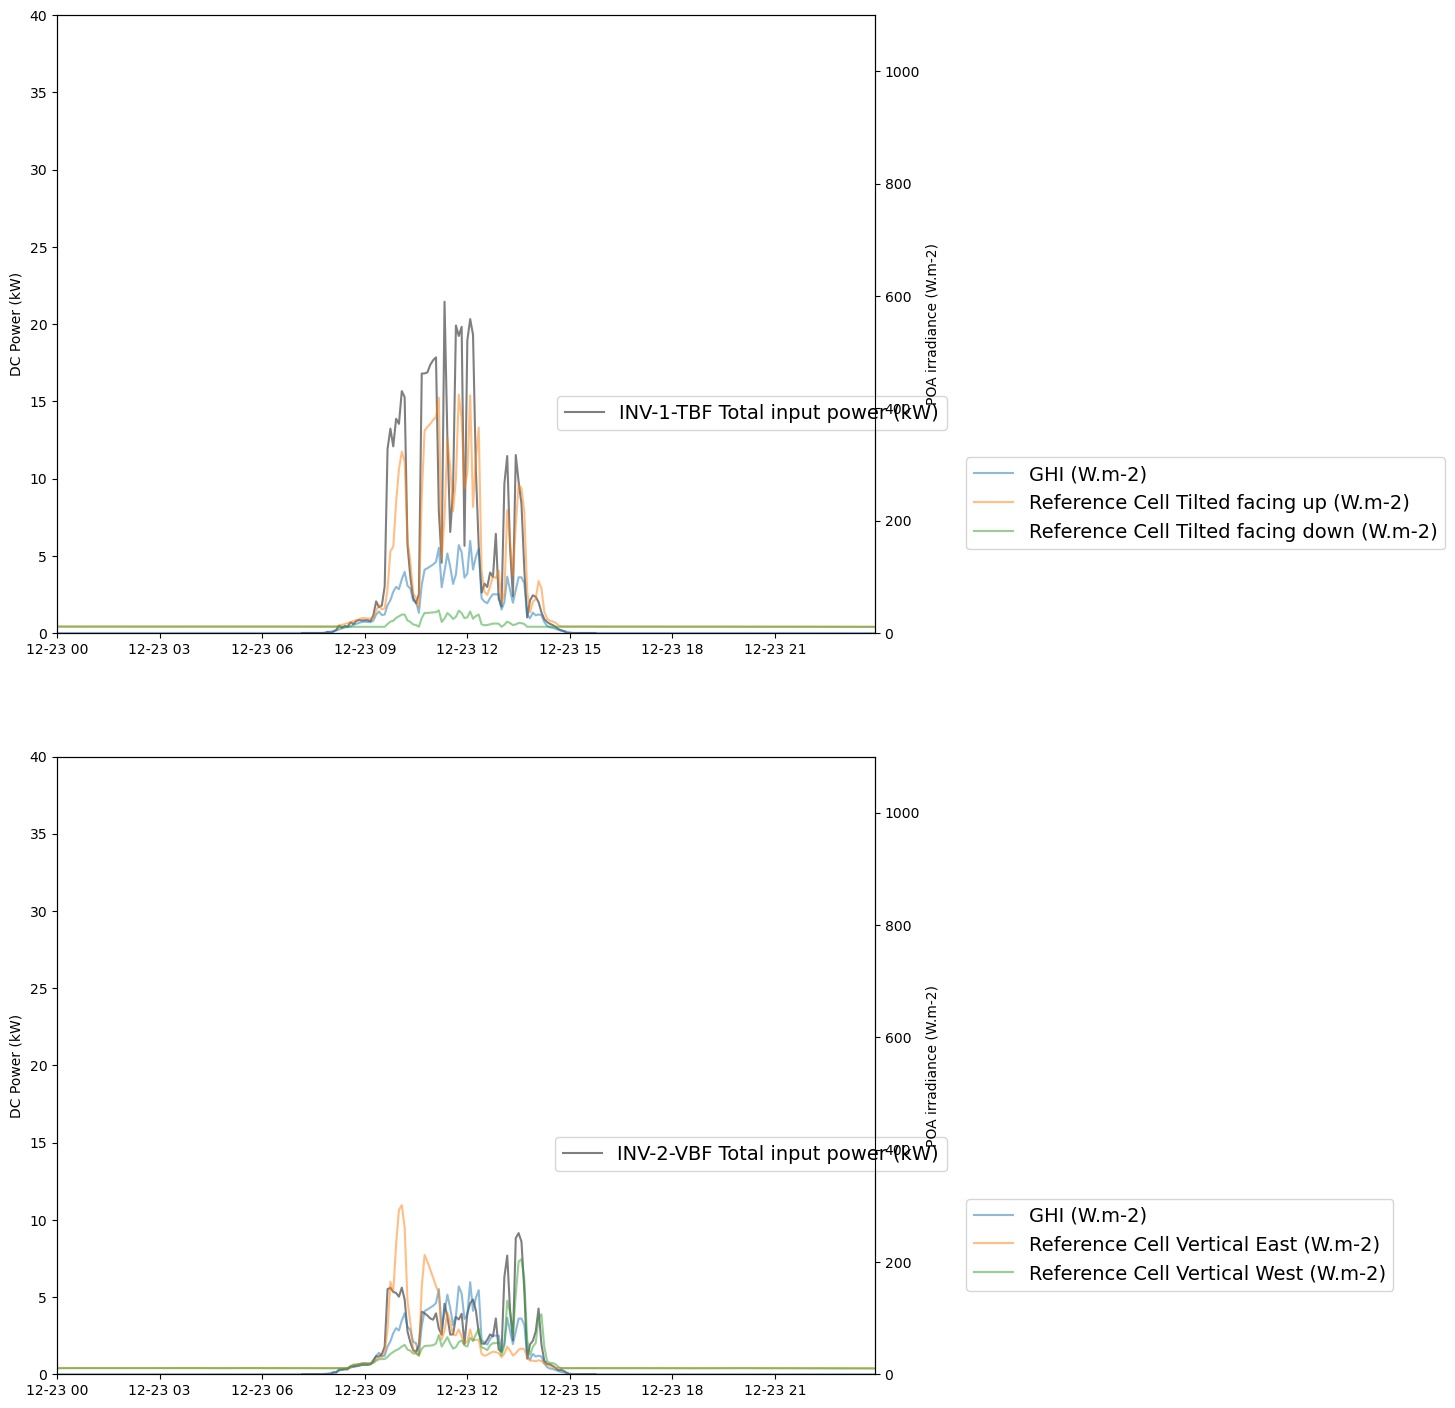 40
35
30
25
20
15
10
5
0
DC Power (kW)
1000
800
600
400
200
0
POA irradiance (W.m-2)
INV-1-TBF Total input power (kW)
GHI (W.m-2)
Reference Cell Tilted facing up (W.m-2)
Reference Cell Tilted facing down (W.m-2)
12-23 00 12-23 03 12-23 06 12-23 09 12-23 12 12-23 15 12-23 18 12-23 21
40
35
30
25
20
15
10
5
0
DC Power (kW)
1000
800
600
400
200
0
POA irradiance (W.m-2)
INV-2-VBF Total input power (kW)
GHI (W.m-2)
Reference Cell Vertical East (W.m-2)
Reference Cell Vertical West (W.m-2)
12-23 00 12-23 03 12-23 06 12-23 09 12-23 12 12-23 15 12-23 18 12-23 21